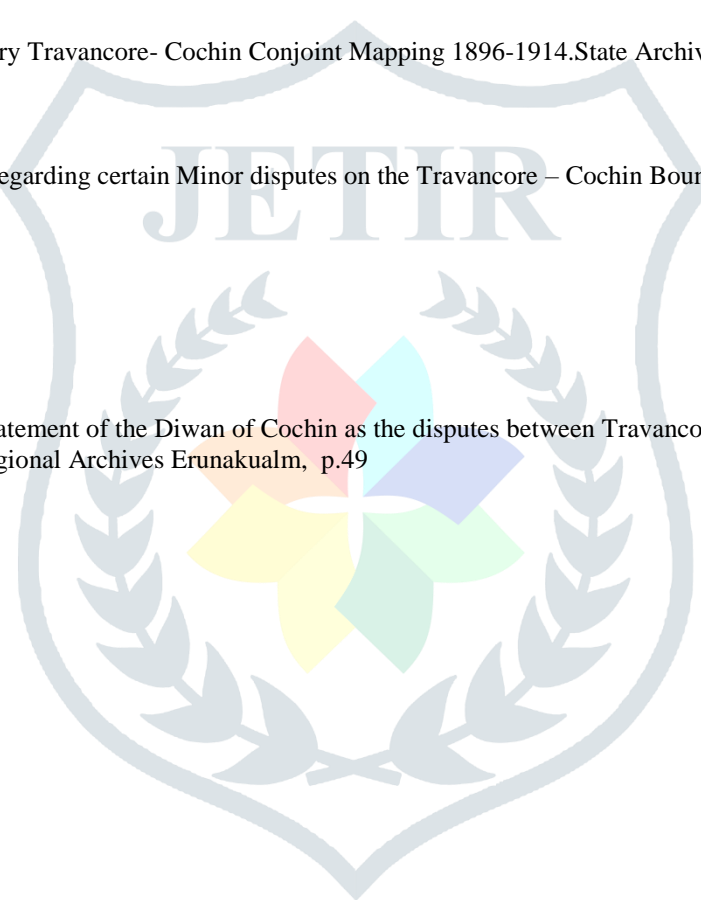 ry Travancore- Cochin Conjoint Mapping 1896-1914.State Archiv
egarding certain Minor disputes on the Travancore – Cochin Boun
JETIR
atement of the Diwan of Cochin as the disputes between Travanco
gional Archives Erunakualm, p.49